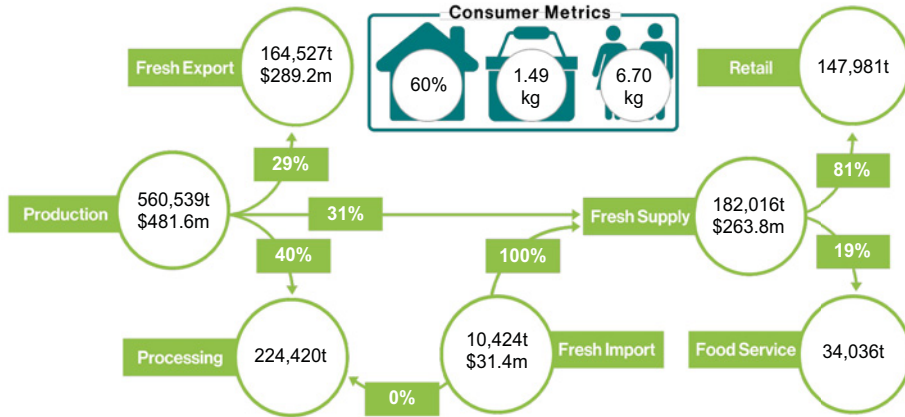 Consumer Metrics
60%
1.49
kg
6.70
kg
Fresh Export
164,527t
$289.2m
Retail
147,981t
29%
81%
Production
560,539t
$481.6m
31%
Fresh Supply
182,016t
$263.8m
40%
100%
19%
Processing
224,420t
10,424t
$31.4m
Fresh Import
Food Service
34,036t
0%